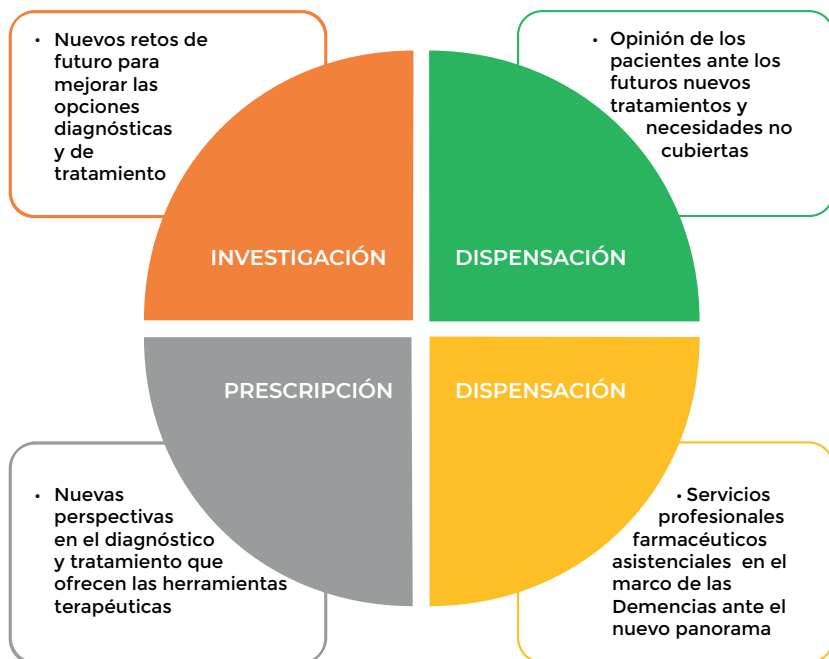 • Nuevos retos de
futuro para
mejorar las
opciones
diagnósticas
y de
tratamiento
• Opinión de los
pacientes ante los
futuros nuevos
tratamientos y
necesidades no
cubiertas
INVESTIGACIÓN
DISPENSACIÓN
PRESCRIPCIÓN
DISPENSACIÓN
• Nuevas
perspectivas
en el diagnóstico
y tratamiento que
ofrecen las herramientas
terapéuticas
• Servicios
profesionales
farmacéuticos
asistenciales en el
marco de las
Demencias ante el
nuevo panorama